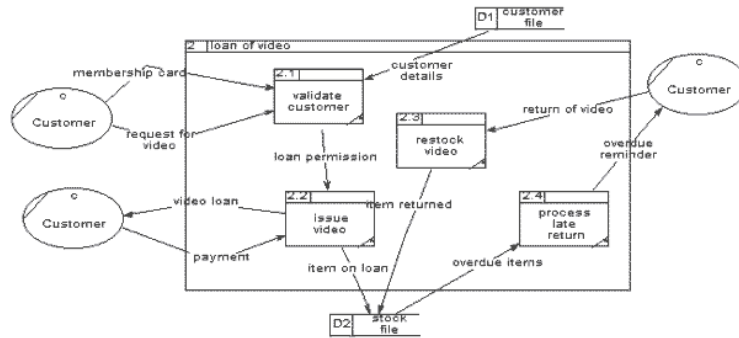 D1 customer file
2 loan of video
membership card
2.1
validate customer
customer details
Customer
request for video
loan permission
2.3
restock video
return of video
Customer
overdue reminder
video loan
2.2
issue video
item returned
2.4
process late return
Customer
payment
item on loan
overdue items
D2 stock file